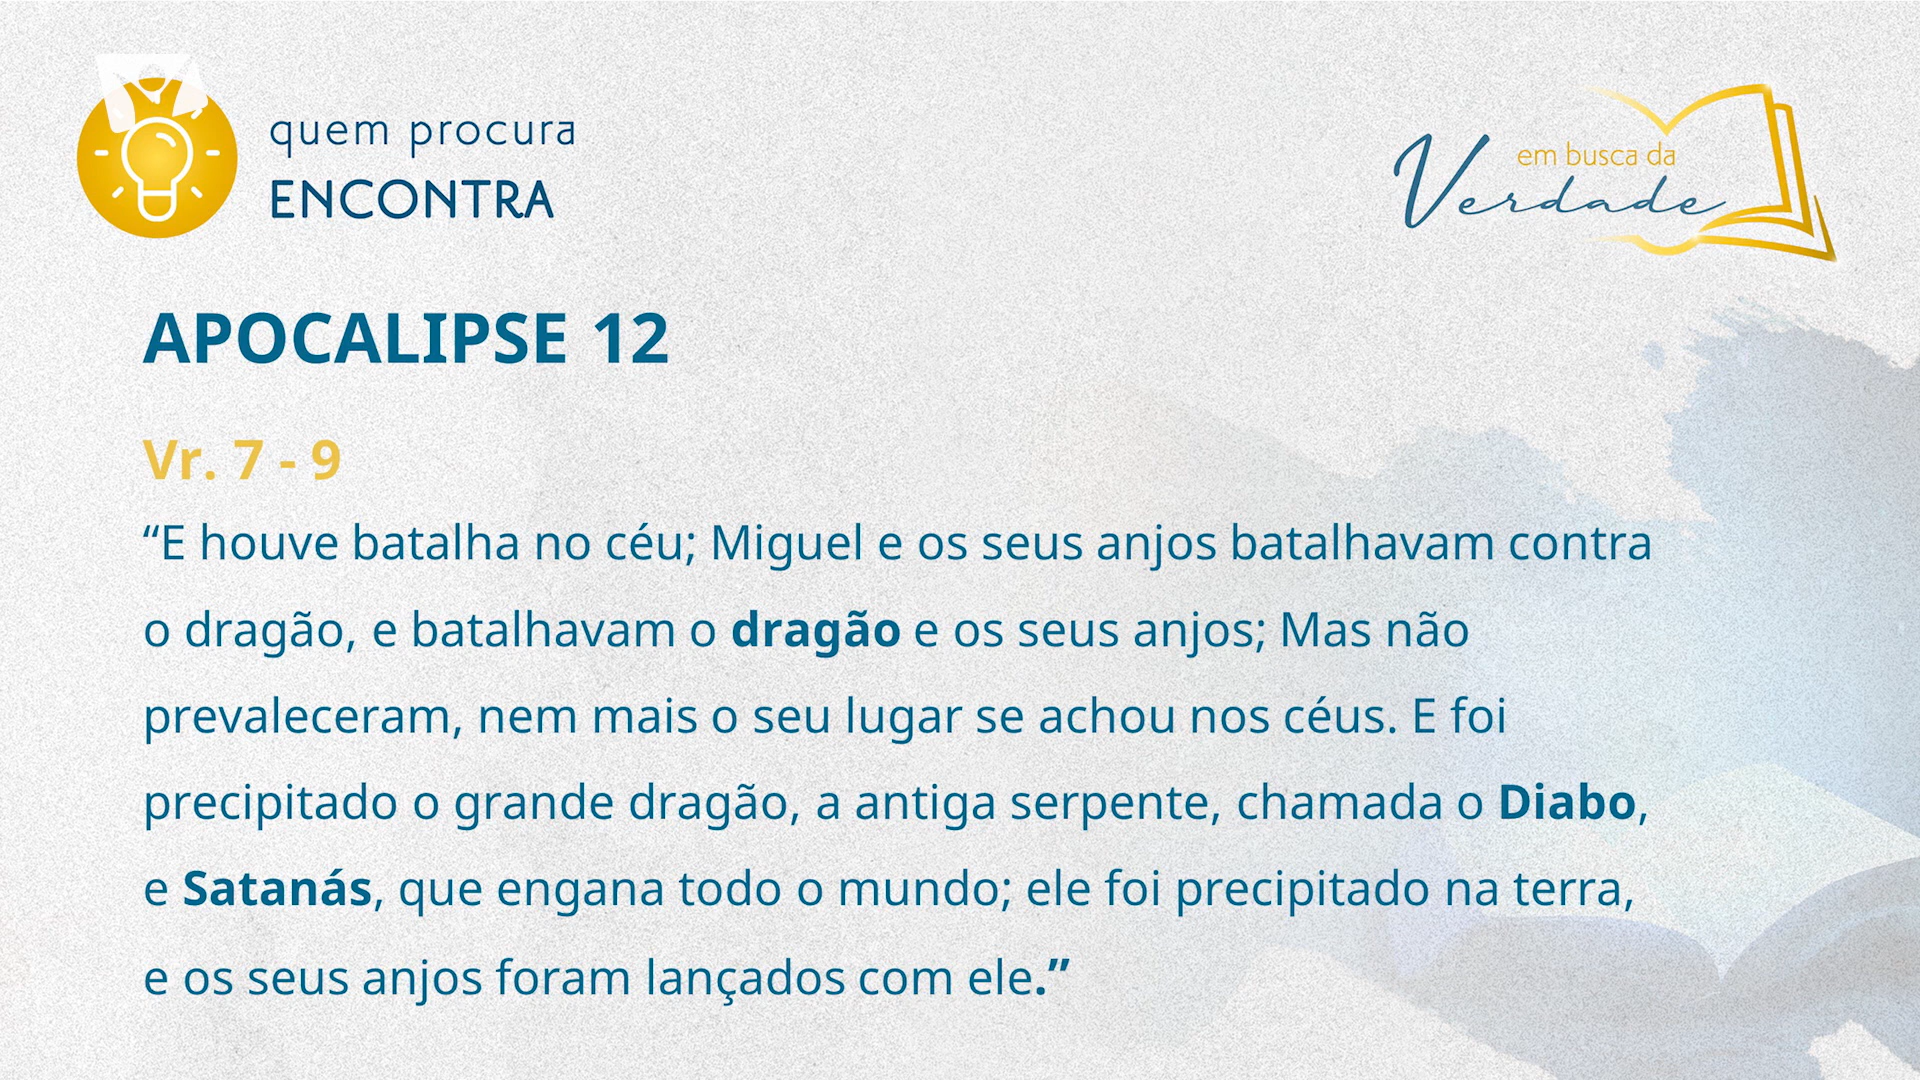 quem procura
ENCONTRA
em busca da
Verdade
APOCALIPSE 12
Vr. 7 - 9
“E houve batalha no céu; Miguel e os seus anjos batalhavam contra
o dragão, e batalhavam o dragão e os seus anjos; Mas não
prevaleceram, nem mais o seu lugar se achou nos céus. E foi
precipitado o grande dragão, a antiga serpente, chamada o Diabo,
e Satanás, que engana todo o mundo; ele foi precipitado na terra,
e os seus anjos foram lançados com ele.”